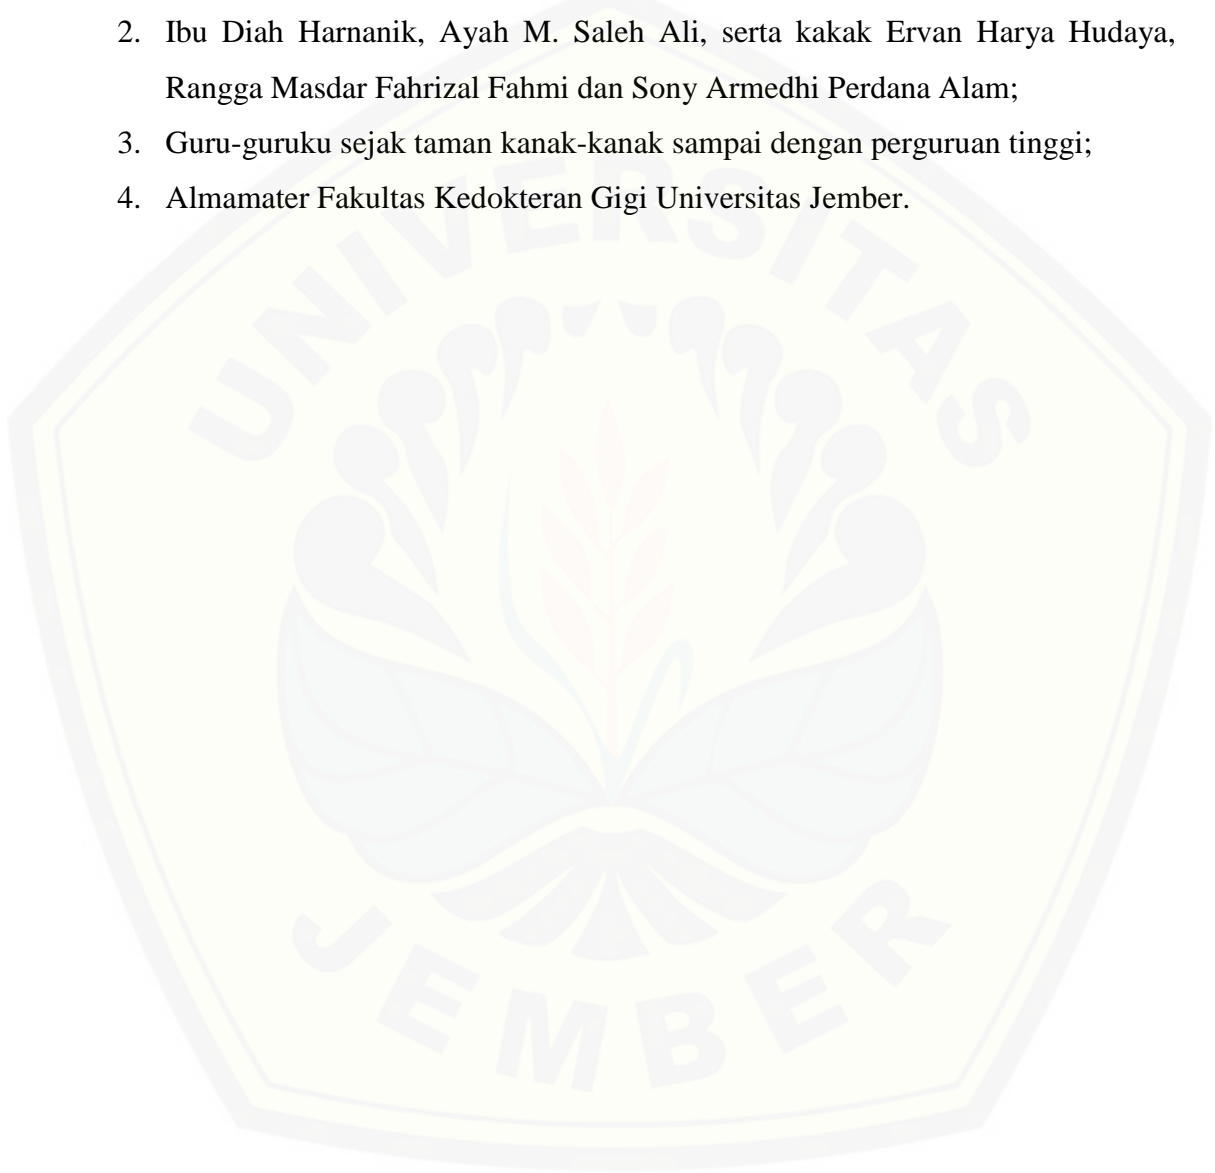 2. Ibu Diah Harnanik, Ayah M. Saleh Ali, serta kakak Ervan Harya Hudaya,
Rangga Masdar Fahrizal Fahmi dan Sony Armedhi Perdana Alam;
3. Guru-guruku sejak taman kanak-kanak sampai dengan perguruan tinggi;
4. Almamater Fakultas Kedokteran Gigi Universitas Jember.
UNIVERSITAS
JEMBER